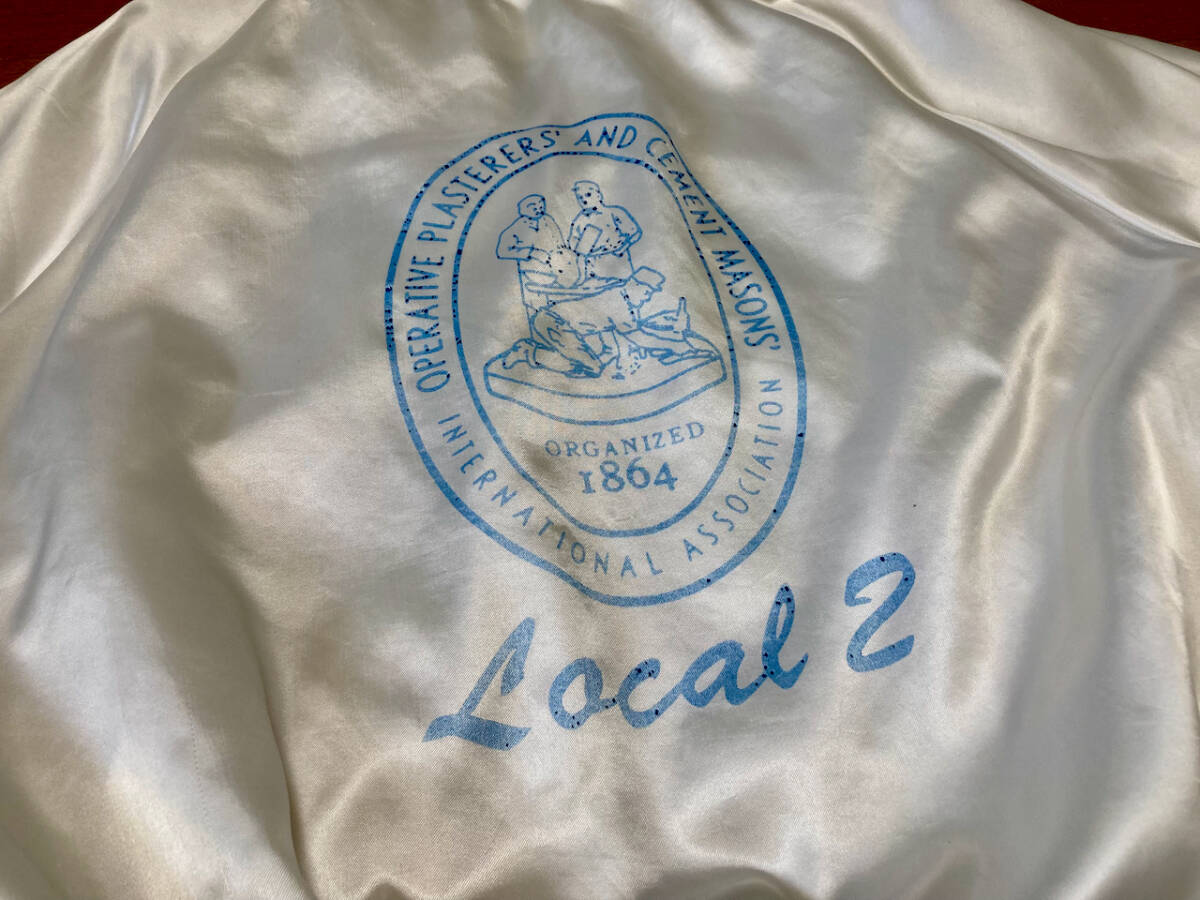 OPERATIVE PLASTERERS' AND CEMENT MASONS'
INTERNATIONAL ASSOCIATION
ORGANIZED
1864
Local 2